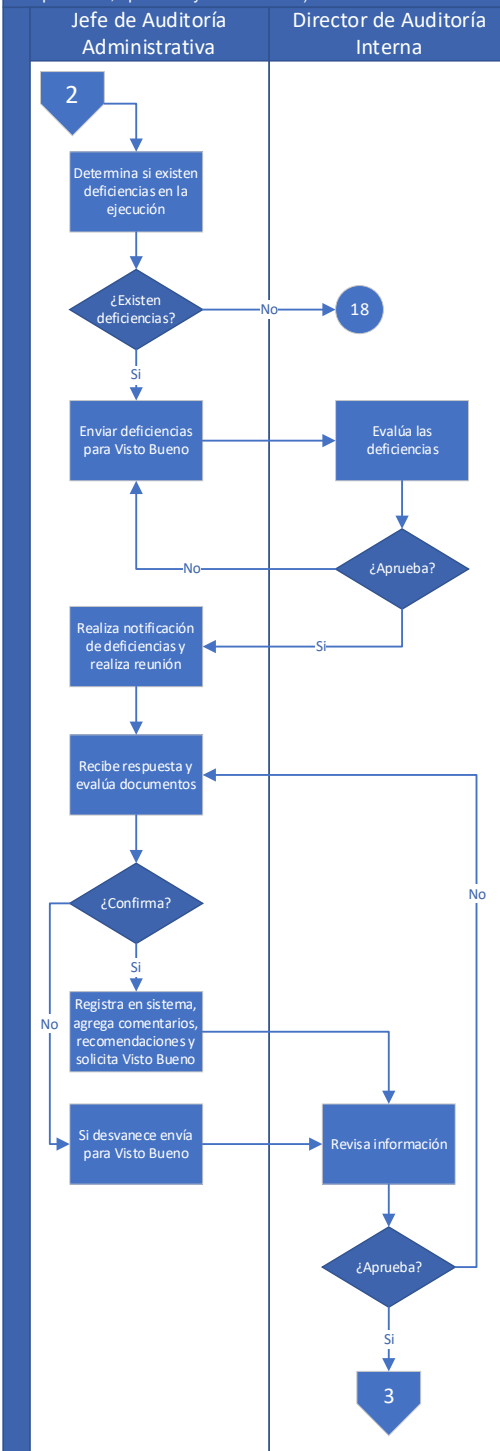 Jefe de Auditoría
Administrativa
Director de Auditoría
Interna
2
Determina si existen
deficiencias en la
ejecución
¿Existen
deficiencias?
No
18
Si
Enviar deficiencias
para Visto Bueno
Evalúa las
deficiencias
No
¿Aprueba?
Realiza notificación
de deficiencias y
realiza reunión
Si
Recibe respuesta y
evalúa documentos
No
¿Confirma?
Si
No
Registra en sistema,
agrega comentarios,
recomendaciones y
solicita Visto Bueno
Si desvanece envía
para Visto Bueno
Revisa información
¿Aprueba?
Si
3